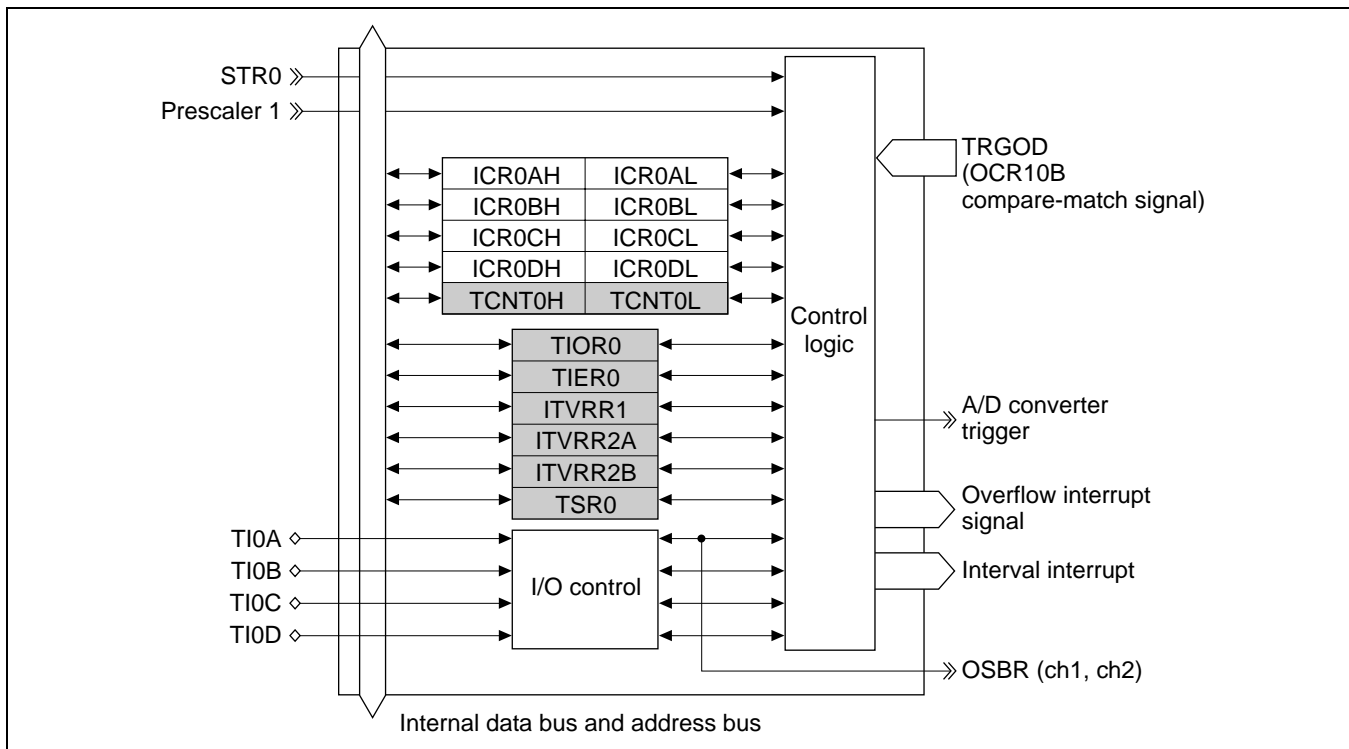 STR0
Prescaler 1
ICR0AH ICR0AL
ICR0BH ICR0BL
ICR0CH ICR0CL
ICR0DH ICR0DL
TCNT0H TCNT0L
TIOR0
TIER0
ITVRR1
ITVRR2A
ITVRR2B
TSR0
TI0A
TI0B
TI0C
TI0D
I/O control
Control
logic
TRGOD
(OCR10B
compare-match signal)
A/D converter
trigger
Overflow interrupt
signal
Interval interrupt
OSBR (ch1, ch2)
Internal data bus and address bus